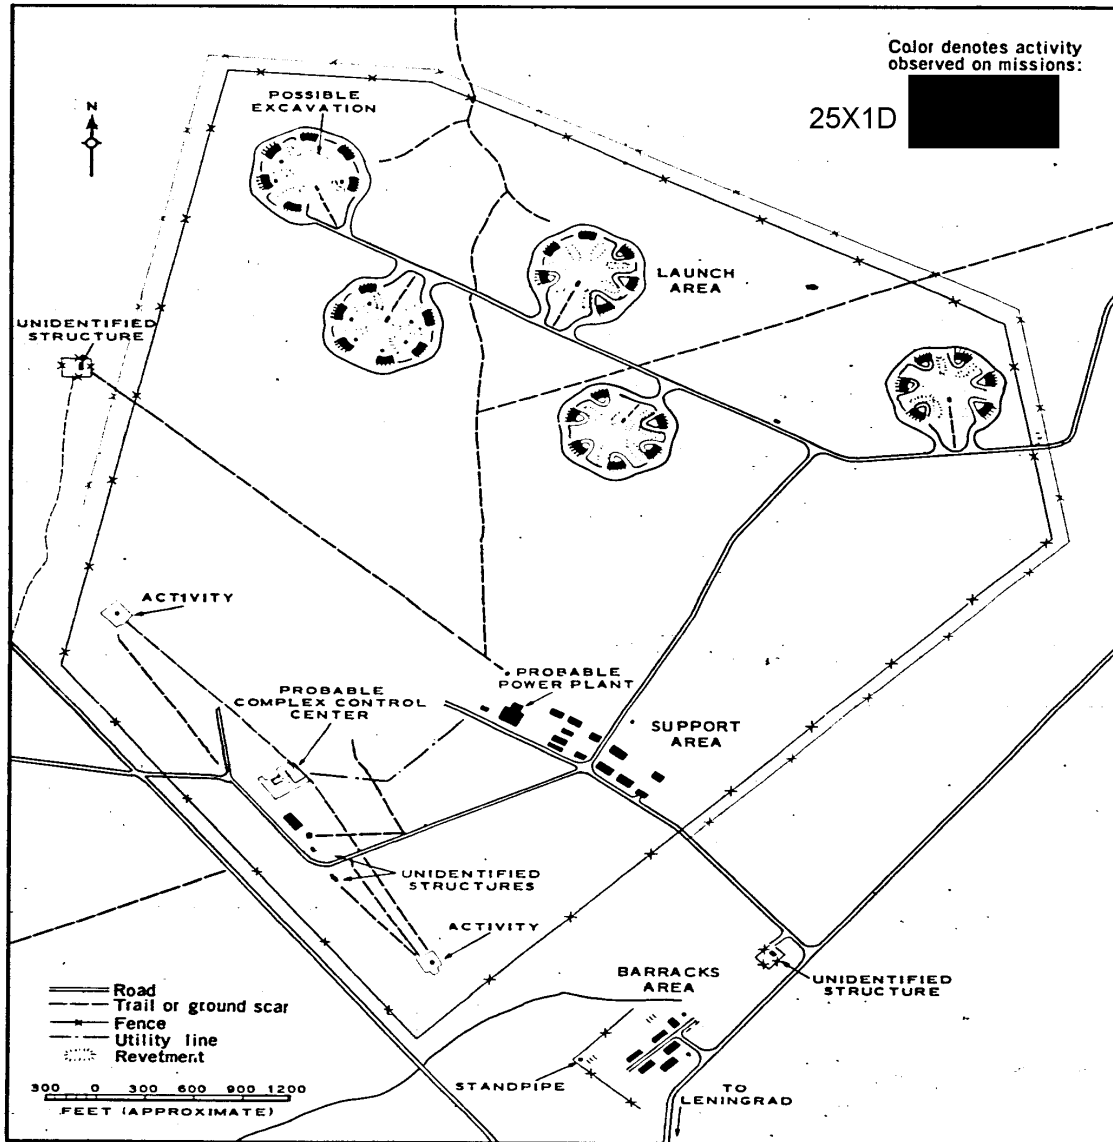 Color denotes activity
observed on missions:
25X1D
N
POSSIBLE
EXCAVATION
LAUNCH
AREA
UNIDENTIFIED
STRUCTURE
ACTIVITY
PROBABLE
POWER PLANT
PROBABLE
COMPLEX CONTROL
CENTER
SUPPORT
AREA
UNIDENTIFIED
STRUCTURES
ACTIVITY
BARRACKS
AREA
UNIDENTIFIED
STRUCTURE
Road
Trail or ground scar
Fence
Utility line
Revetment
STANDPIPE
TO
LENINGRAD
300 0 300 600 900 1200
FEET (APPROXIMATE)